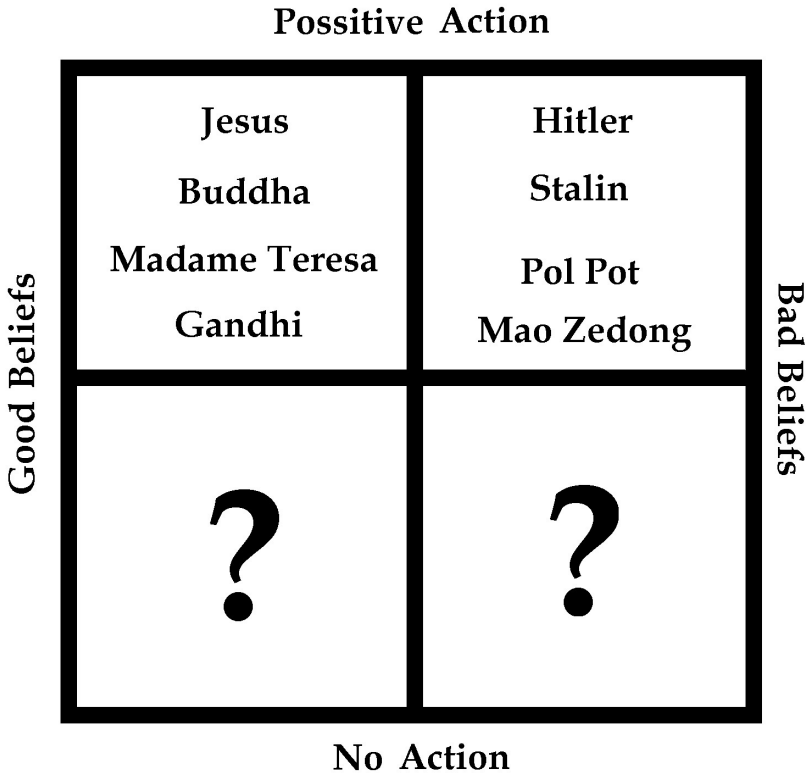 Possitive Action
Jesus
Buddha
Madame Teresa
Gandhi
Hitler
Stalin
Pol Pot
Mao Zedong
Good Beliefs
Bad Beliefs
?
?
No Action